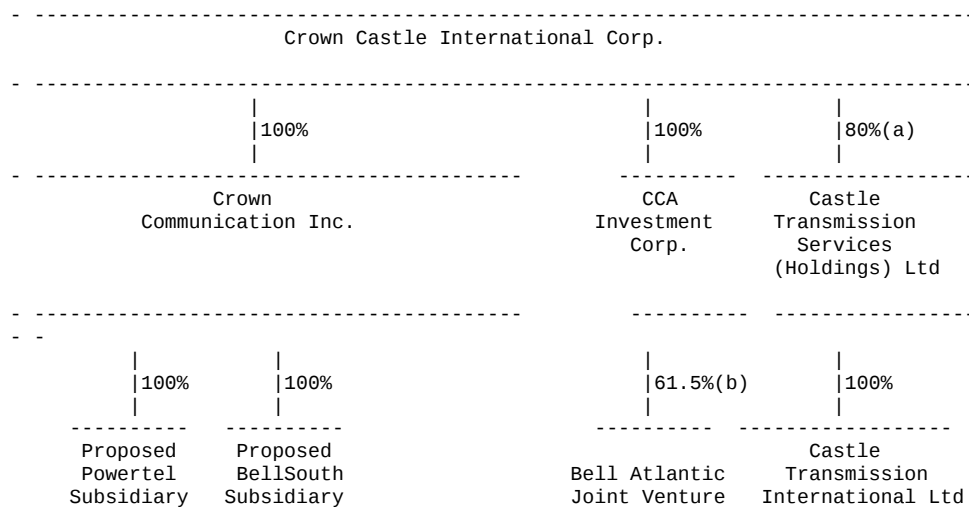 - -------------------------------------------------------------------------------
Crown Castle International Corp.
- -------------------------------------------------------------------------------
| | |
|100% |100% |80%(a)
| | |
- ----------------------------------------- ---------- ------------------
Crown CCA Castle
Communication Inc. Investment Transmission
Corp. Services
(Holdings) Ltd
- ----------------------------------------- ---------- -----------------
- -
| | | |
|100% |100% |61.5%(b) |100%
| | | |
---------- ---------- ---------- ------------------
Proposed Proposed Castle
Powertel BellSouth Bell Atlantic Transmission
Subsidiary Subsidiary Joint Venture International Ltd